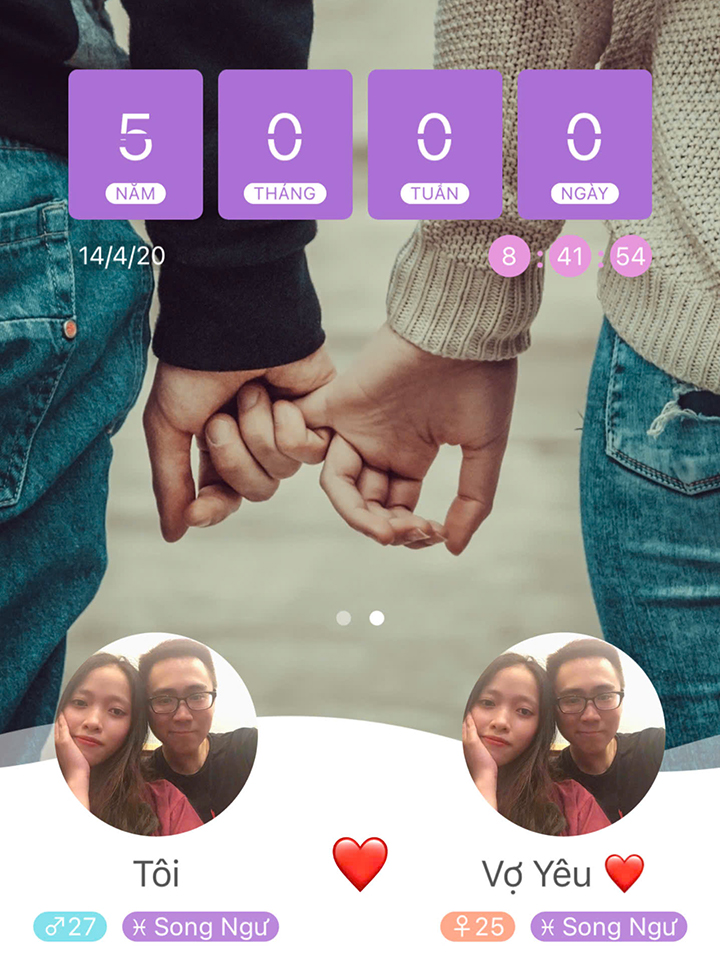 5 0 0 0
NĂM THÁNG TUẦN NGÀY
14/4/20 8 : 41 : 54
Tôi Vợ Yêu ❤️
♂27 ♓ Song Ngư ♀25 ♓ Song Ngư